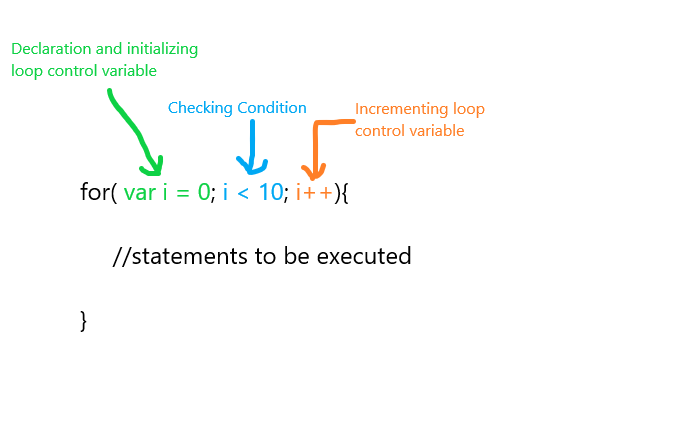 Declaration and initializing
loop control variable
Checking Condition
Incrementing loop
control variable
for( var i = 0; i < 10; i++){
//statements to be executed
}